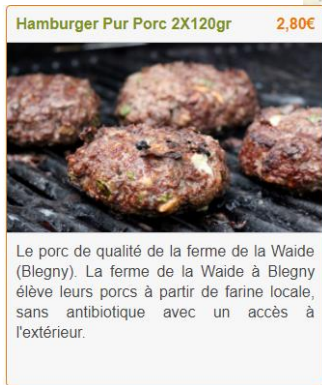 Hamburger Pur Porc 2X120gr 2,80€
Le porc de qualité de la ferme de la Waide
(Blegny). La ferme de la Waide à Blegny
élève leurs porcs à partir de farine locale,
sans antibiotique avec un accès à
l'extérieur.